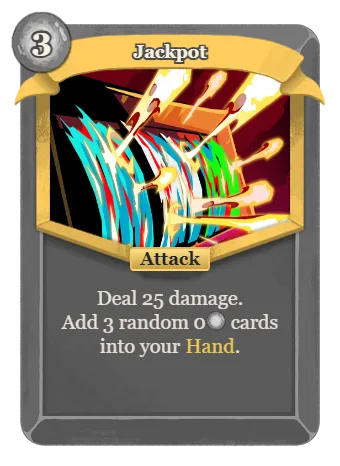 3
Jackpot
Attack
Deal 25 damage.
Add 3 random 0 cards
into your Hand.